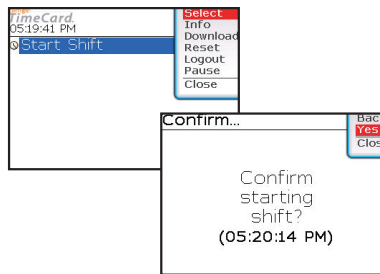 TimeCard.
05:19:41 PM
Start Shift
Select
Info
Download
Reset
Logout
Pause
Close
Confirm...
Yes
Confirm
starting
shift?
(05:20:14 PM)